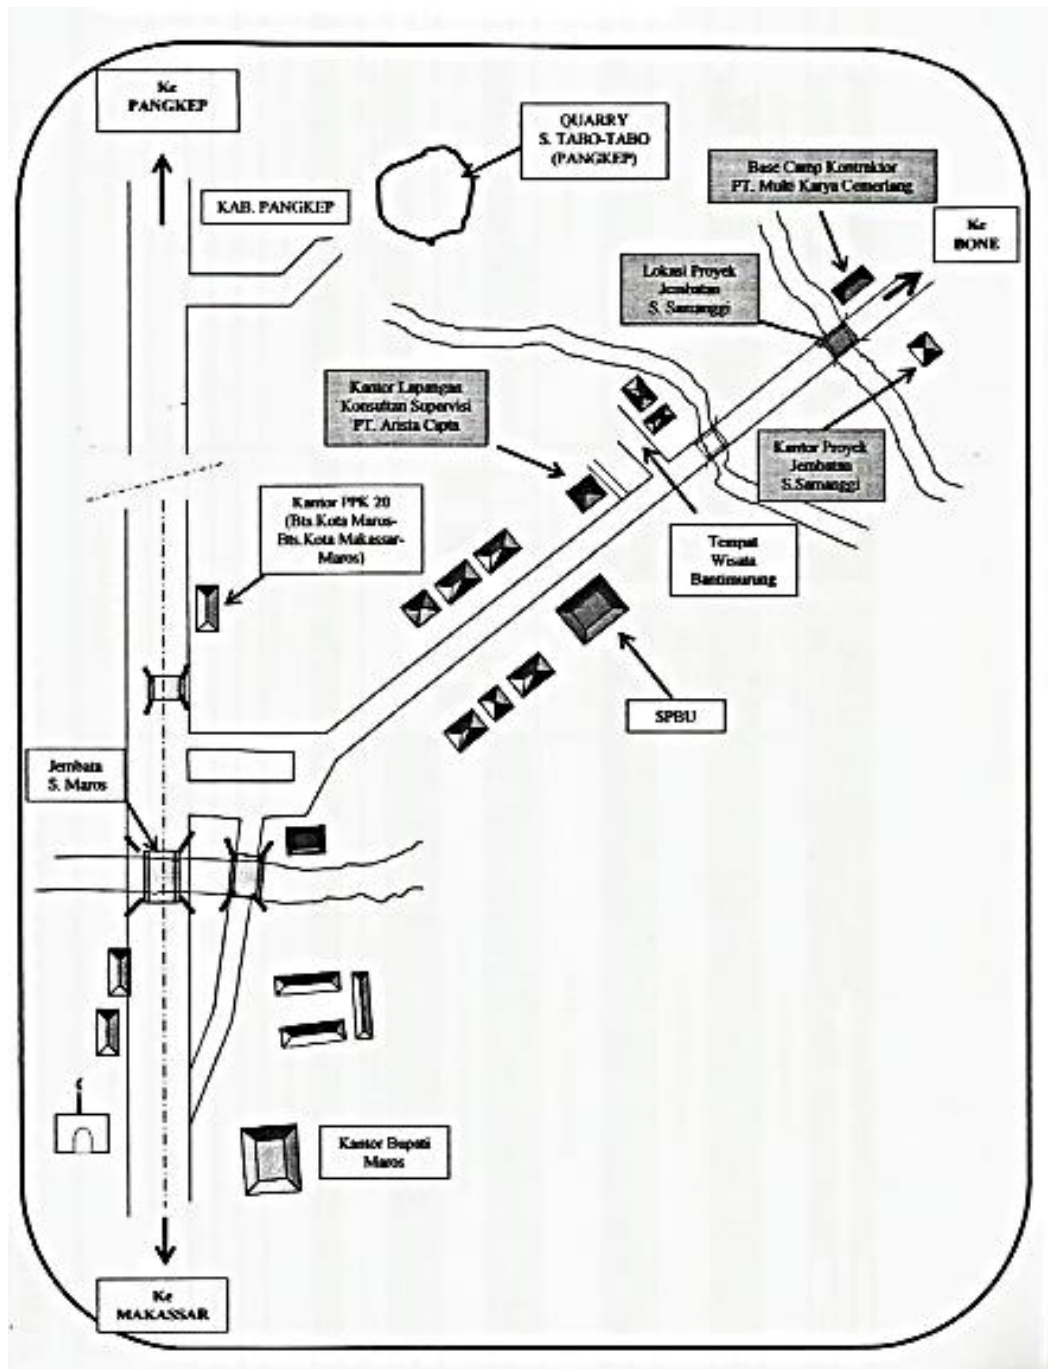 Ke
PANGKEP
QUARRY
S. TABO-TABO
(PANGKEP)
Base Camp Kontraktor
PT. Multi Karya Cemerlang
KAB. PANGKEP
Ke
BONE
Lokasi Proyek
Jembatan
S. Samanggi
Kantor Lapangan
Konsultan Supervisi
PT. Arista Cipta
Kantor Proyek
Jembatan
S.Samanggi
Kantor PPK 20
(Bts Kota Maros-
Bts. Kota Makassar-
Maros)
Tempat
Wisata
Bantimurung
SPBU
Jembata
S. Maros
Kantor Bupati
Maros
Ke
MAKASSAR